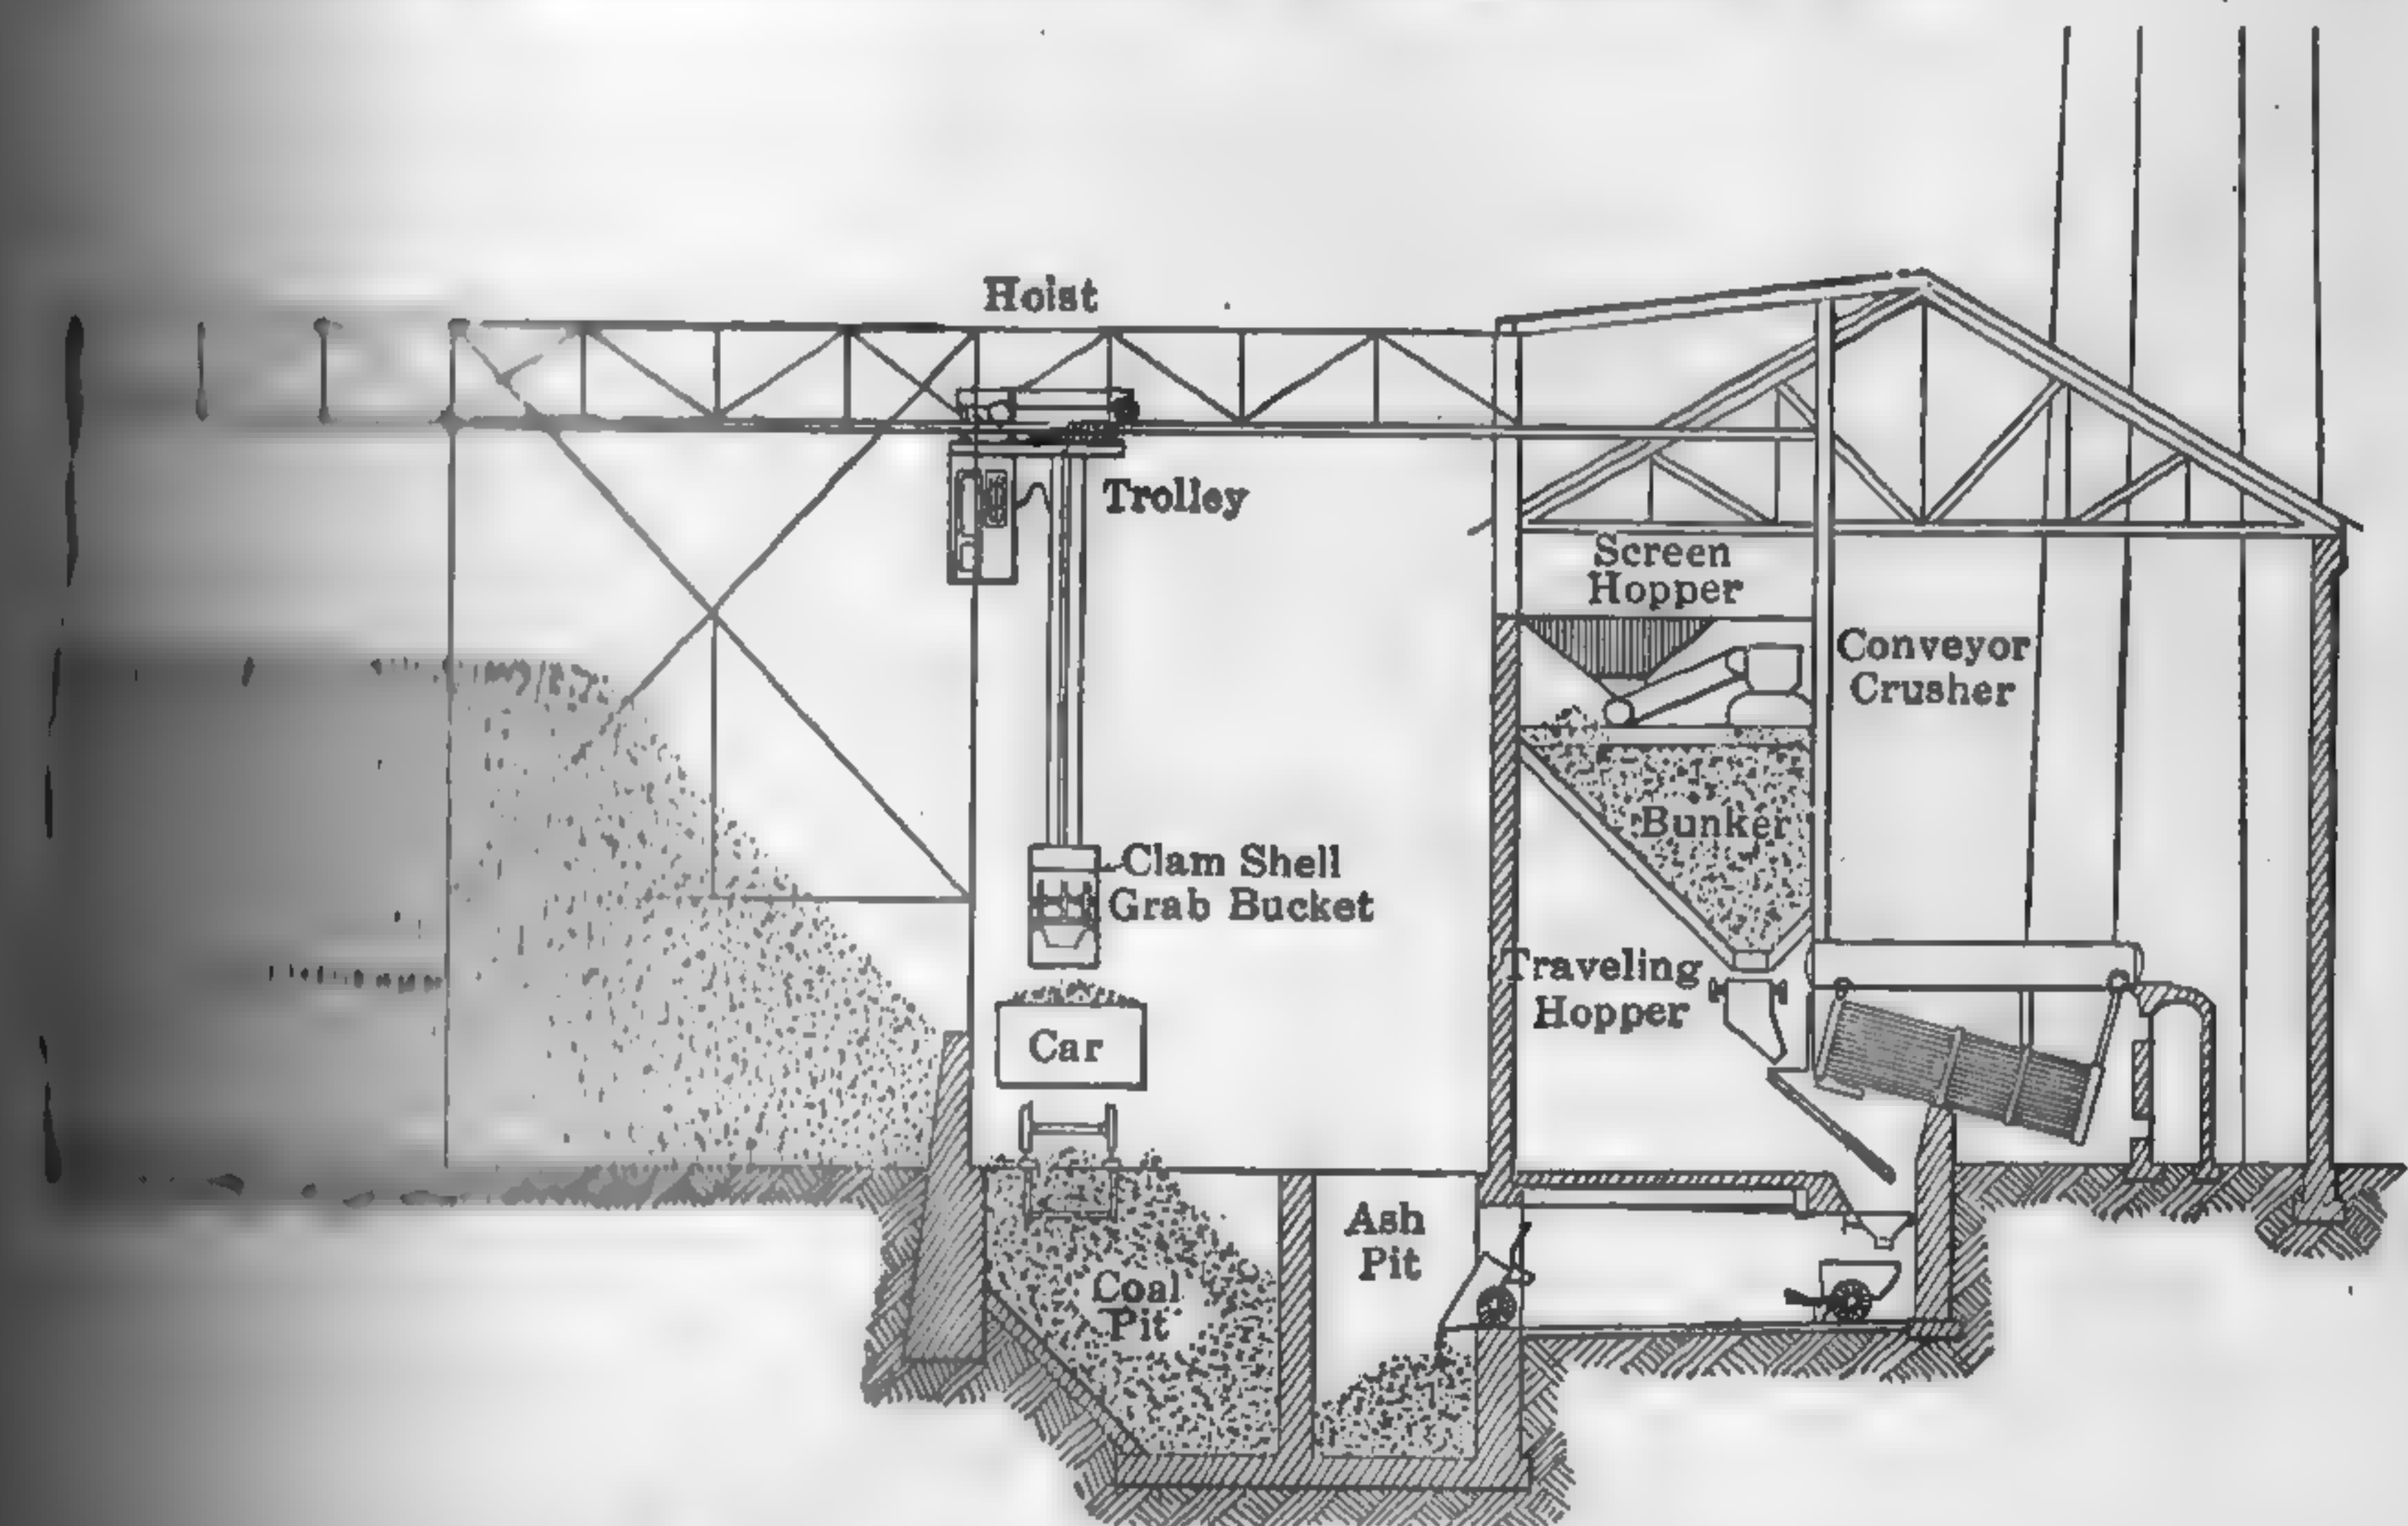 Hoist
Trolley
Screen
Hopper
Conveyor
Crusher
Bunker
Clam Shell
Grab Bucket
Traveling
Hopper
Car
Ash
Pit
Coal
Pit